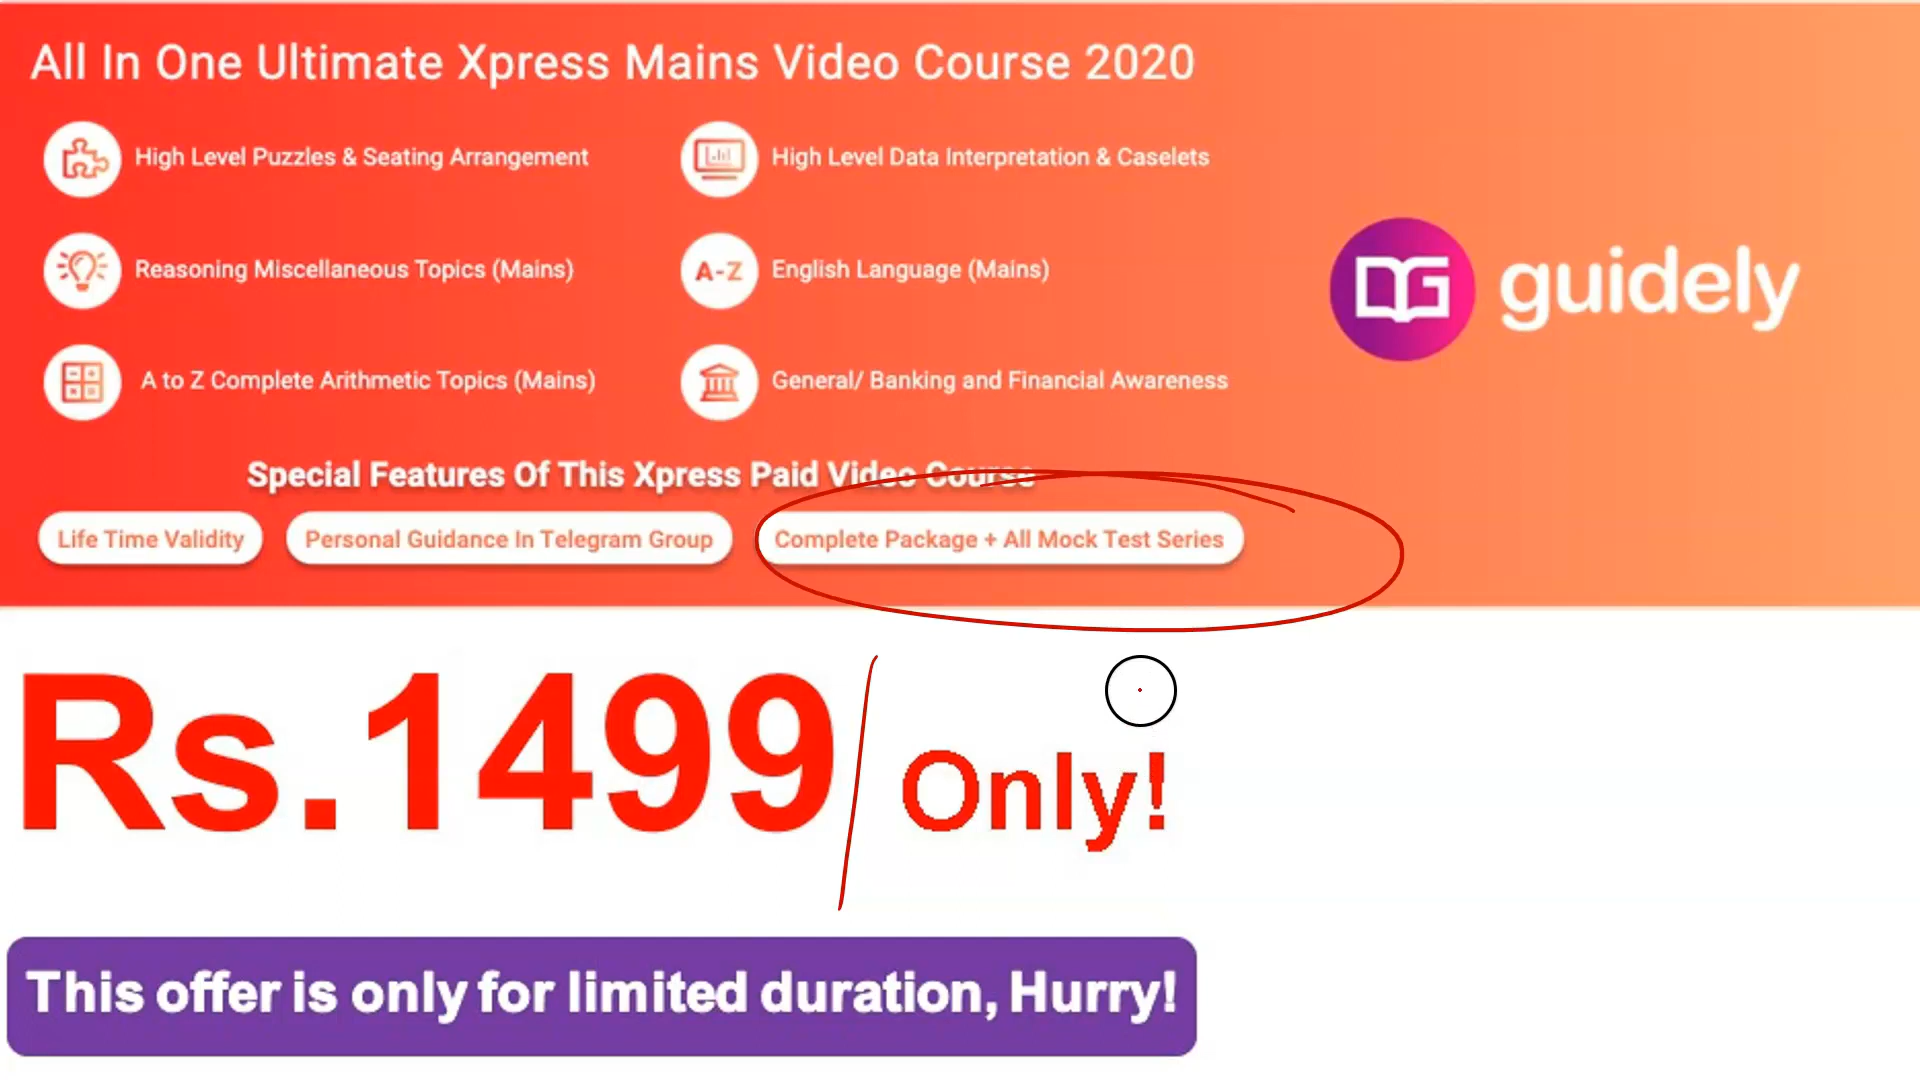 All In One Ultimate Xpress Mains Video Course 2020
High Level Puzzles & Seating Arrangement
High Level Data Interpretation & Caselets
Reasoning Miscellaneous Topics (Mains)
A-Z
English Language (Mains)
A to Z Complete Arithmetic Topics (Mains)
General/ Banking and Financial Awareness
DG guidely
Special Features Of This Xpress Paid Video Course
Life Time Validity
Personal Guidance In Telegram Group
Complete Package + All Mock Test Series
Rs.1499/ Only!
This offer is only for limited duration, Hurry!